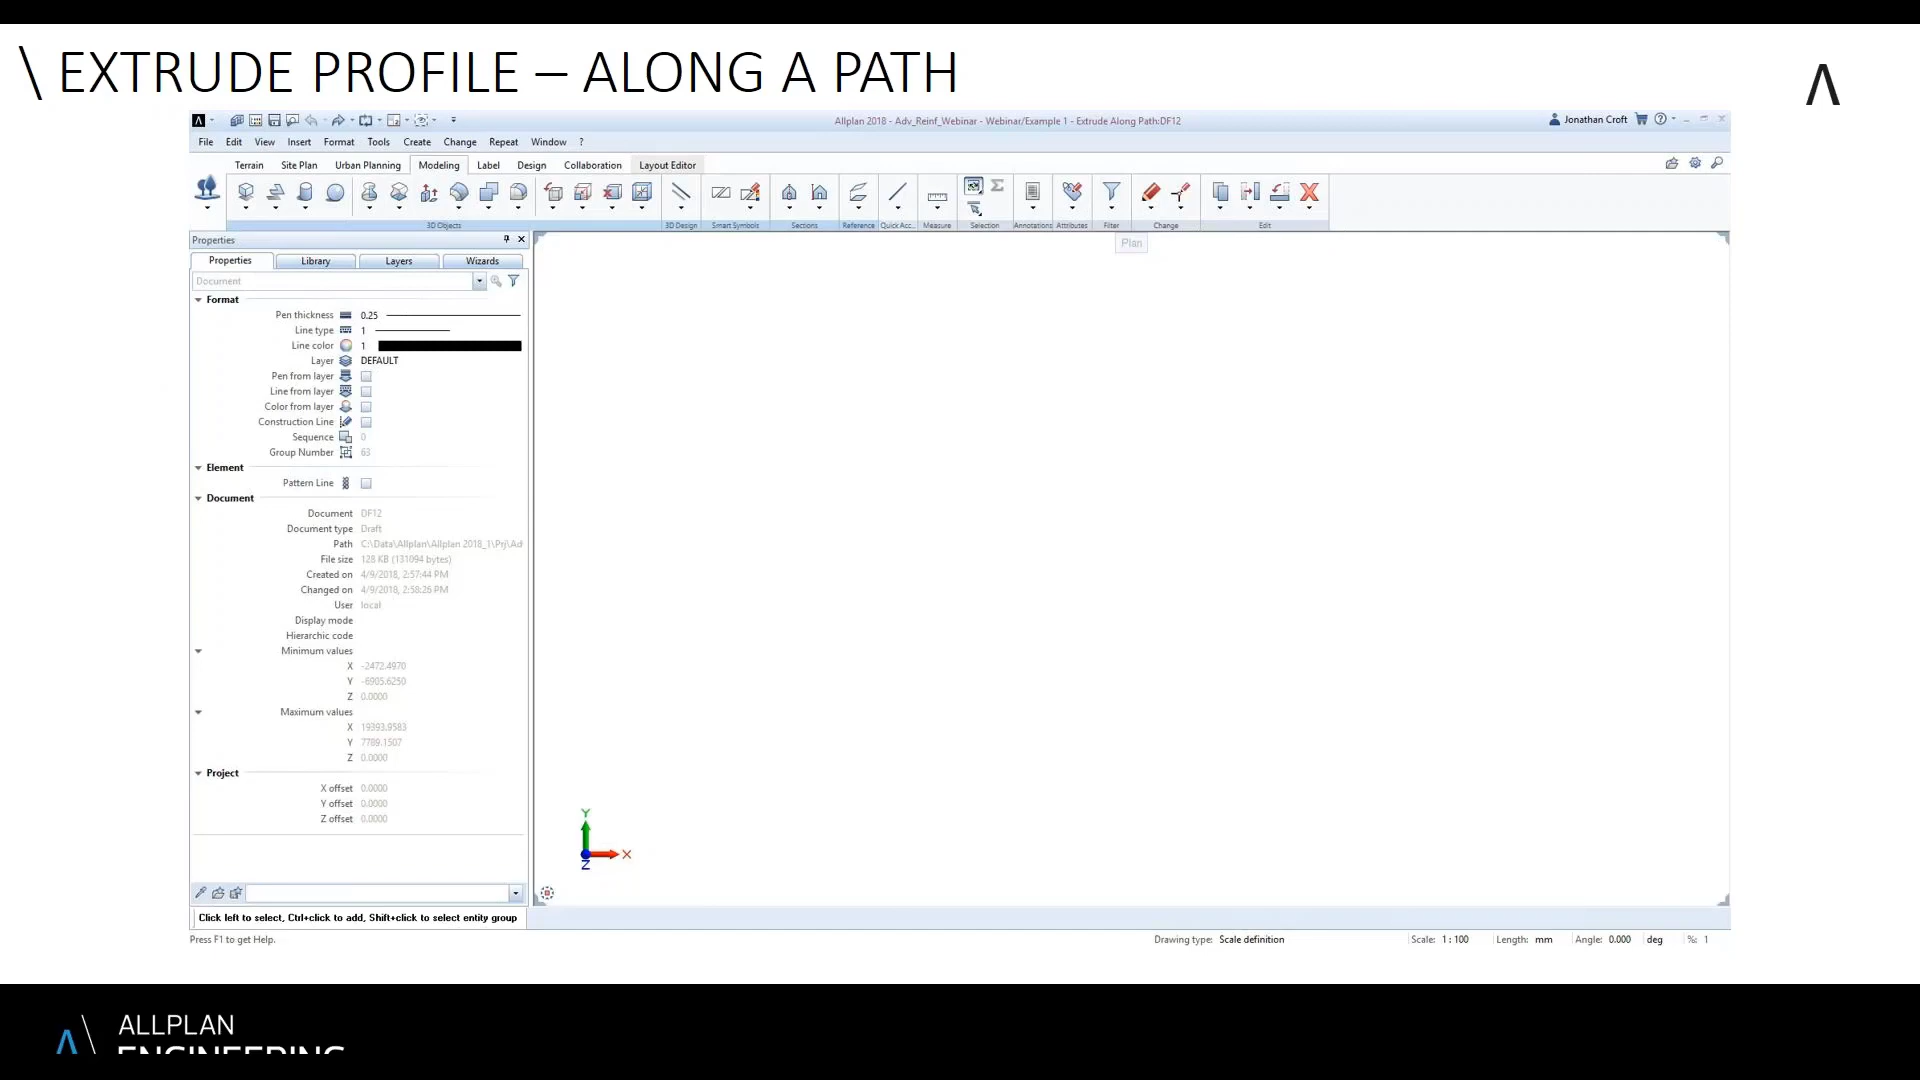 \ EXTRUDE PROFILE – ALONG A PATH
Allplan 2018 - Adv_Reinf_Webinar - Webinar/Example 1 - Extrude Along Path:DF12
Jonathan Croft
File Edit View Insert Format Tools Create Change Repeat Window ?
Terrain Site Plan Urban Planning Modeling Label Design Collaboration Layout Editor
3D Objects 3D Design Smart Symbols Sections Reference Quick Acc... Measure Selection Annotations Attributes Filter Change Edit
Properties
Plan
Properties Library Layers Wizards
Document
Format
Pen thickness 0.25
Line type 1
Line color 1
Layer DEFAULT
Pen from layer
Line from layer
Color from layer
Construction Line
Sequence 0
Group Number 63
Element
Pattern Line
Document
Document DF12
Document type Draft
Path C:\Data\Allplan\Allplan 2018_1\Prj\Ad
File size 128 KB (131094 bytes)
Created on 4/9/2018, 2:57:44 PM
Changed on 4/9/2018, 2:58:26 PM
User local
Display mode
Hierarchic code
Minimum values
X -2472.4970
Y -6905.6250
Z 0.0000
Maximum values
X 19393.9583
Y 7789.1507
Z 0.0000
Project
X offset 0.0000
Y offset 0.0000
Z offset 0.0000
Y
X
Z
Click left to select, Ctrl+click to add, Shift+click to select entity group
Press F1 to get Help.
Drawing type: Scale definition Scale: 1 : 100 Length: mm Angle: 0.000 deg %: 1
ALLPLAN
ENGINEERING